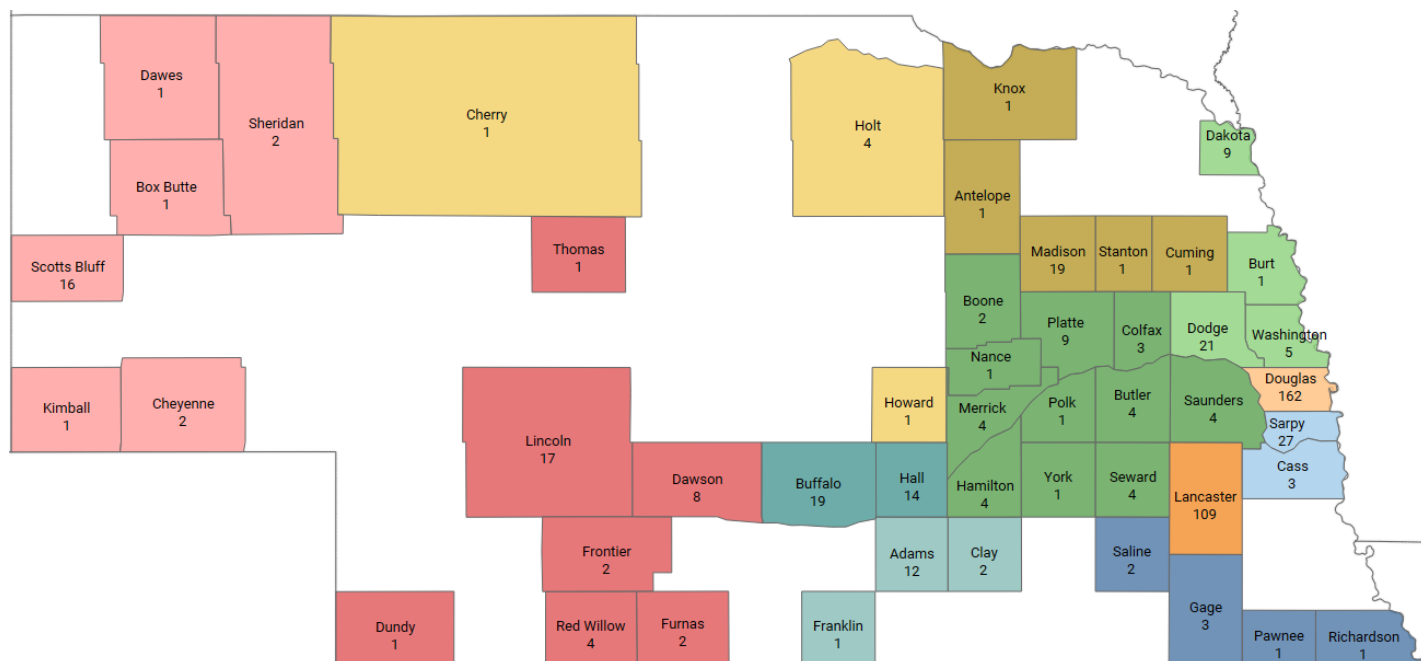 Dawes
1
Sheridan
2
Cherry
1
Holt
4
Knox
1
Dakota
9
Box Butte
1
Antelope
1
Scotts Bluff
16
Thomas
1
Madison
19
Stanton
1
Cuming
1
Burt
1
Boone
2
Platte
9
Colfax
3
Dodge
21
Washington
5
Nance
1
Kimball
1
Cheyenne
2
Howard
1
Merrick
4
Polk
1
Butler
4
Saunders
4
Douglas
162
Sarpy
27
Lincoln
17
Dawson
8
Buffalo
19
Hall
14
Hamilton
4
York
1
Seward
4
Lancaster
109
Cass
3
Frontier
2
Adams
12
Clay
2
Saline
2
Gage
3
Dundy
1
Red Willow
4
Furnas
2
Franklin
1
Pawnee
1
Richardson
1